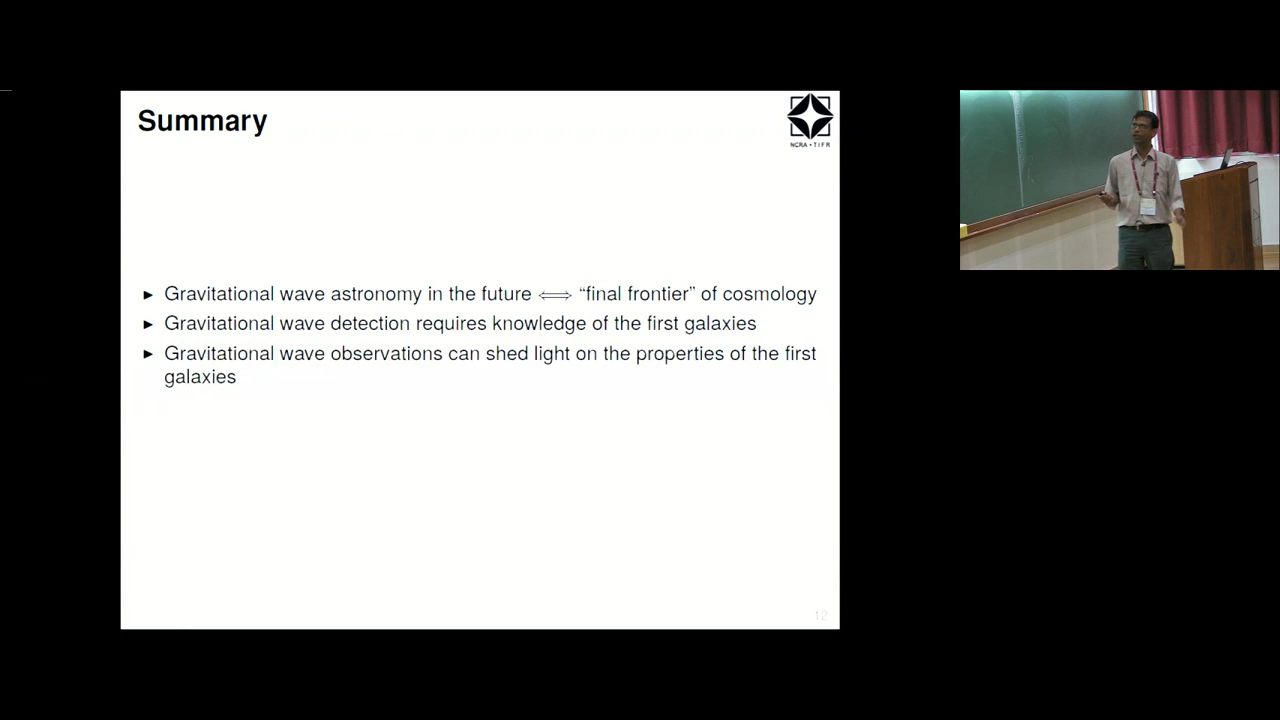 Summary
NCRA • TIFR
► Gravitational wave astronomy in the future ⟺ “final frontier” of cosmology
► Gravitational wave detection requires knowledge of the first galaxies
► Gravitational wave observations can shed light on the properties of the first
galaxies
12